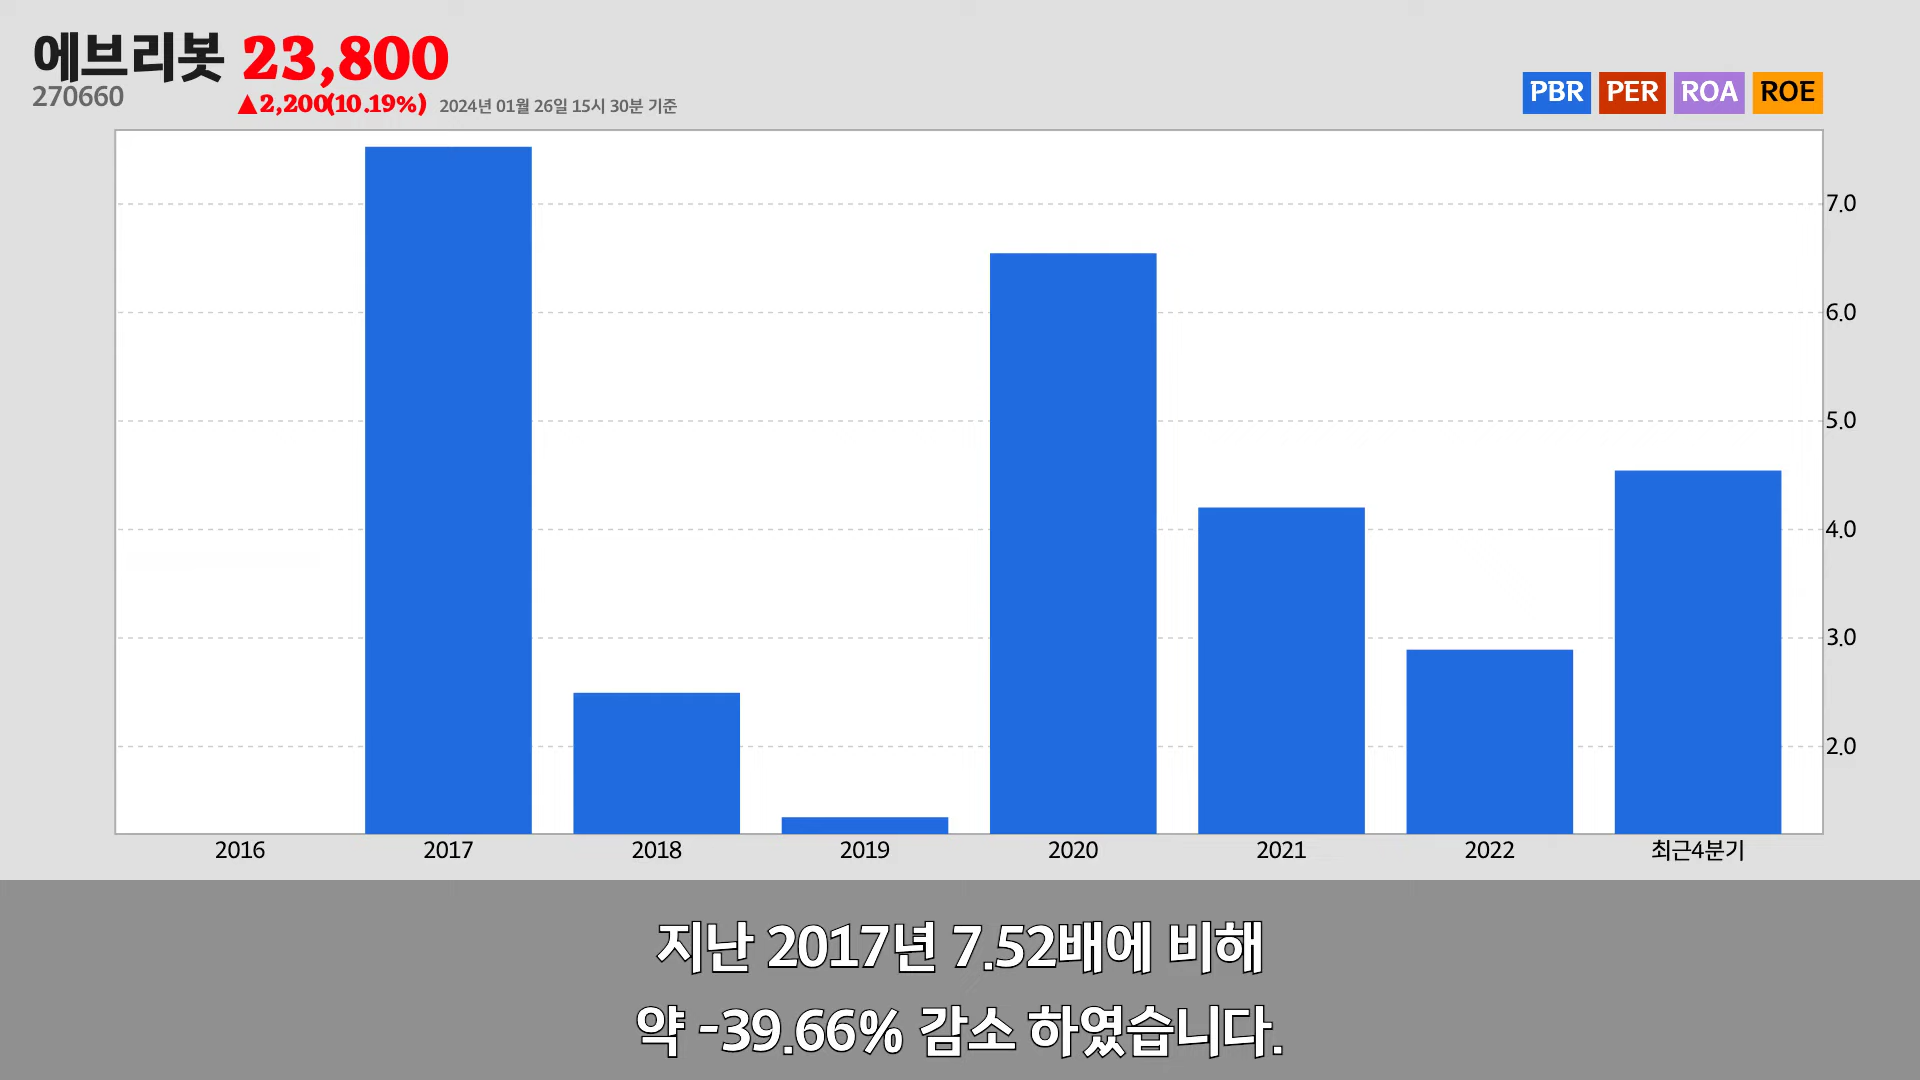 에브리봇 23,800
270660
▲2,200(10.19%) 2024년 01월 26일 15시 30분 기준
PBR PER ROA ROE
7.0
6.0
5.0
4.0
3.0
2.0
2016 2017 2018 2019 2020 2021 2022 최근4분기
지난 2017년 7.52배에 비해
약 -39.66% 감소 하였습니다.